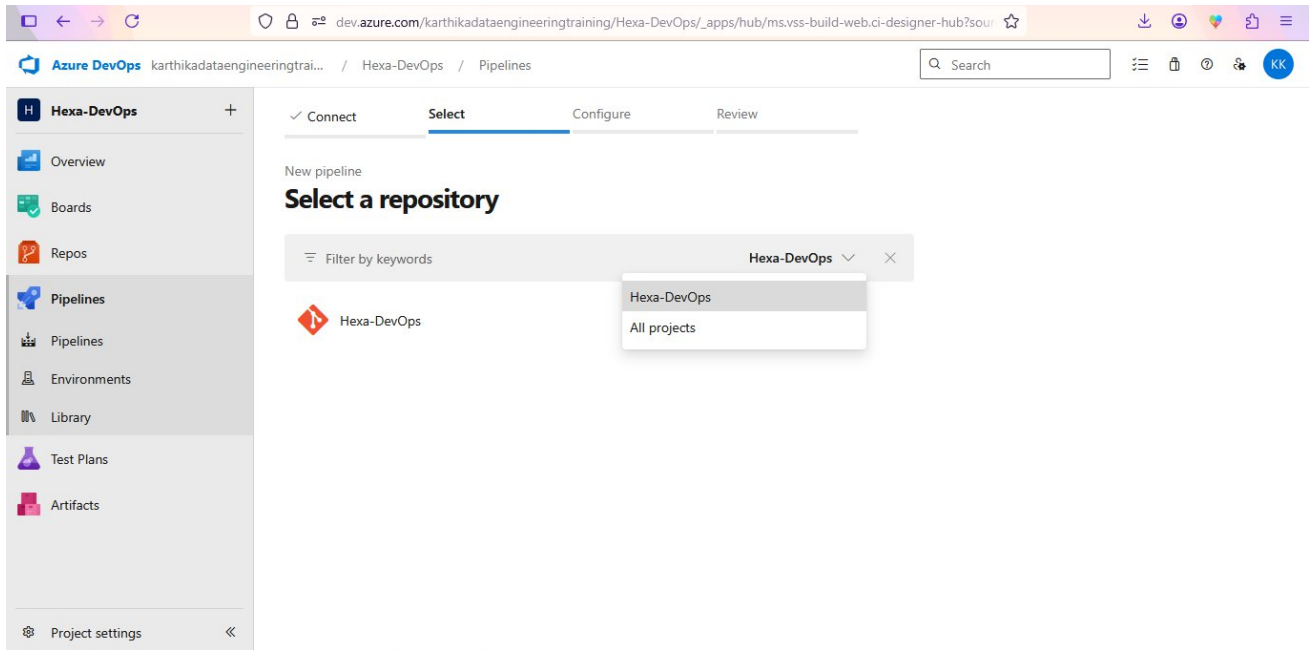 dev.azure.com/karthikadataengineeringtraining/Hexa-DevOps/_apps/hub/ms.vss-build-web.ci-designer-hub?sour
Azure DevOps karthikadataengineeringtrai... / Hexa-DevOps / Pipelines
Search
KK
H Hexa-DevOps +
Overview
Boards
Repos
Pipelines
Pipelines
Environments
Library
Test Plans
Artifacts
Project settings
Connect Select Configure Review
New pipeline
Select a repository
Filter by keywords Hexa-DevOps
Hexa-DevOps
All projects
Hexa-DevOps